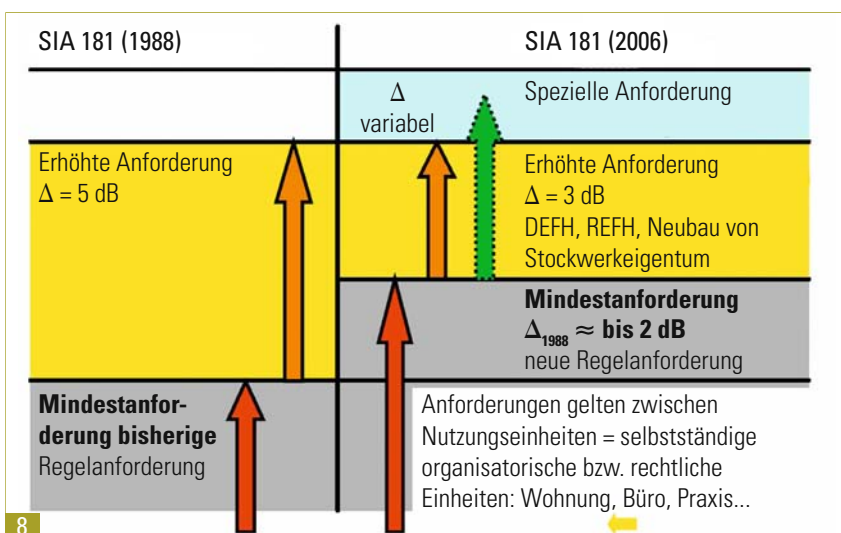 SIA 181 (1988)
SIA 181 (2006)
Δ
variabel
Spezielle Anforderung
Erhöhte Anforderung
Δ = 5 dB
Erhöhte Anforderung
Δ = 3 dB
DEFH, REFH, Neubau von
Stockwerkeigentum
Mindestanforderung
Δ1988 ≈ bis 2 dB
neue Regelanforderung
Mindestanfor-
derung bisherige
Regelanforderung
Anforderungen gelten zwischen
Nutzungseinheiten = selbstständige
organisatorische bzw. rechtliche
Einheiten: Wohnung, Büro, Praxis...
8